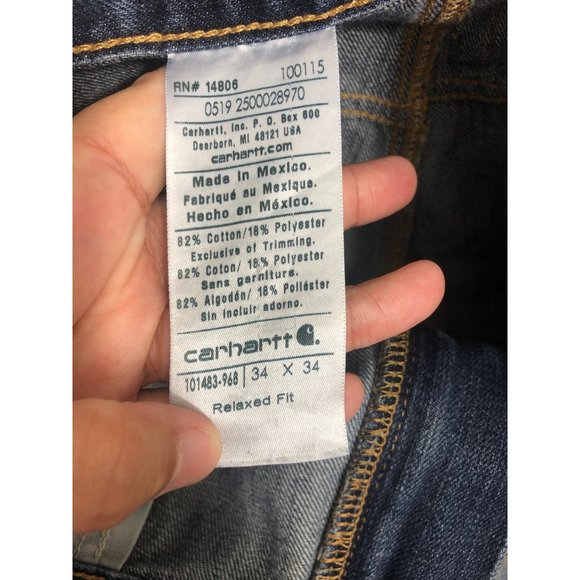 RN# 14806 100115
0519 2500028970
Carhartt, Inc. P. O. Box 600
Dearborn, MI 48121 USA
carhartt.com
Made in Mexico.
Fabriqué au Mexique.
Hecho en México.
82% Cotton/18% Polyester
Exclusive of Trimming.
82% Coton/ 18% Polyester
Sans garniture.
82% Algodón/ 18% Poliéster
Sin incluir adorno.
carhartt
101483-968 34 X 34
Relaxed Fit